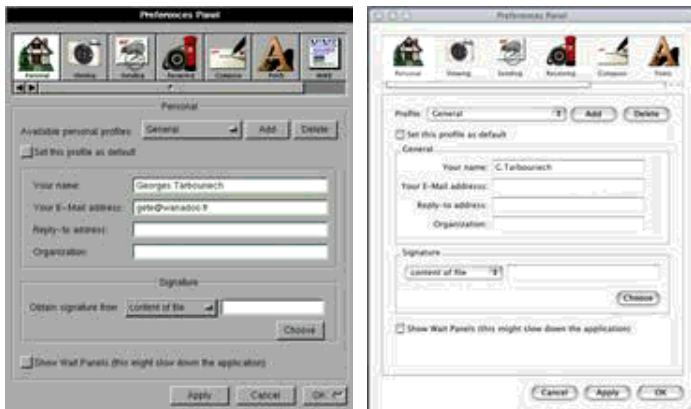 Preferences Panel
Personal Viewing Sending Receiving Compose Fonts MIME
Personal
Available personal profiles: General Add Delete
Set this profile as default
Your name: Georges Tarbouriech
Your E-Mail address: gete@wanadoo.fr
Reply-to address:
Organization:
Signature
Obtain signature from content of file
Choose
Show Wait Panels (this might slow down the application)
Apply Cancel OK
Preferences Panel
Personal Viewing Sending Receiving Compose Fonts
Profile: General Add Delete
Set this profile as default
General
Your name: G.Tarbouriech
Your E-Mail address:
Reply-to address:
Organization:
Signature
content of file
Choose
Show Wait Panels (this might slow down the application)
Cancel Apply OK